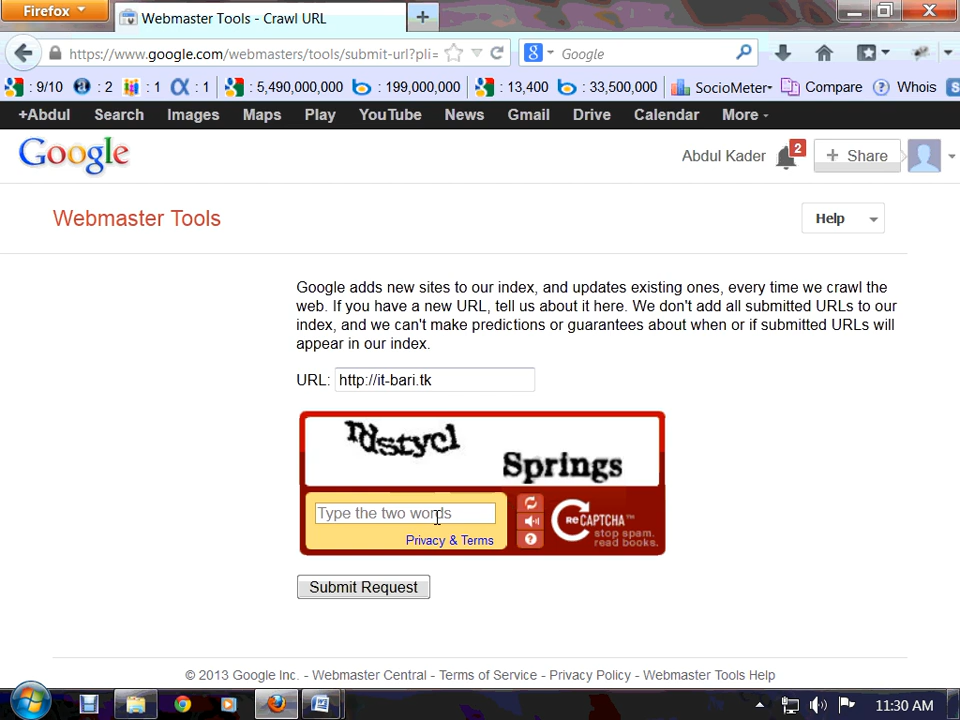 Firefox
Webmaster Tools - Crawl URL
https://www.google.com/webmasters/tools/submit-url?pli=
Google
: 9/10 : 2 : 1 : 1 : 5,490,000,000 : 199,000,000 : 13,400 : 33,500,000 SocioMeter Compare Whois
+Abdul Search Images Maps Play YouTube News Gmail Drive Calendar More
Google
Abdul Kader 2 + Share
Webmaster Tools
Help
Google adds new sites to our index, and updates existing ones, every time we crawl the
web. If you have a new URL, tell us about it here. We don't add all submitted URLs to our
index, and we can't make predictions or guarantees about when or if submitted URLs will
appear in our index.
URL: http://it-bari.tk
Springs
Type the two words
Privacy & Terms
reCAPTCHA™
stop spam.
read books.
Submit Request
© 2013 Google Inc. - Webmaster Central - Terms of Service - Privacy Policy - Webmaster Tools Help
11:30 AM